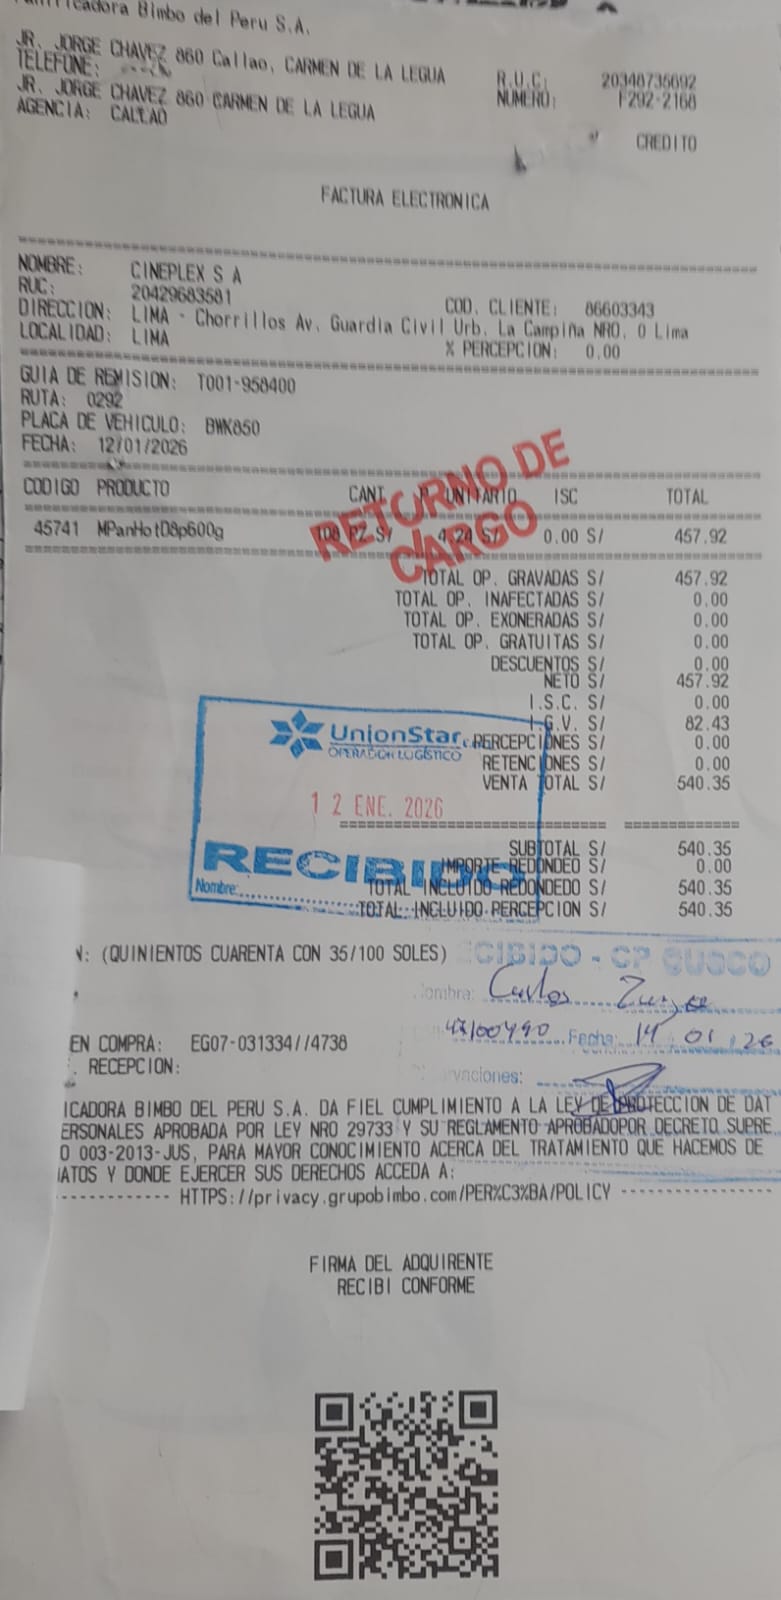 Bimbo del Peru S.A.
JR. JORGE CHAVEZ 860 Callao, CARMEN DE LA LEGUA
TELEFONE:
JR. JORGE CHAVEZ 860 CARMEN DE LA LEGUA
AGENCIA: CALLAO
R.U.C: 20348735692
NUMERO: F292-2168
CREDITO
FACTURA ELECTRONICA
NOMBRE: CINEPLEX S A
RUC: 20429683581
COD. CLIENTE: 86603343
DIRECCION: LIMA - Chorrillos Av. Guardia Civil Urb. La Campiña NRO. 0 Lima
LOCALIDAD: LIMA
% PERCEPCION: 0.00
GUIA DE REMISION: T001-958400
RUTA: 0292
PLACA DE VEHICULO: BWK850
FECHA: 12/01/2026
RETORNO DE
CARGO
CODIGO PRODUCTO CANT P. UNITARIO ISC TOTAL
45741 MPanHotD8p600g 108 PZ S/ 4.24 S/ 0.00 S/ 457.92
TOTAL OP. GRAVADAS S/ 457.92
TOTAL OP. INAFECTADAS S/ 0.00
TOTAL OP. EXONERADAS S/ 0.00
TOTAL OP. GRATUITAS S/ 0.00
DESCUENTOS S/ 0.00
NETO S/ 457.92
I.S.C. S/ 0.00
I.G.V. S/ 82.43
PERCEPCIONES S/ 0.00
RETENCIONES S/ 0.00
VENTA TOTAL S/ 540.35
UnionStar
OPERADOR LOGÍSTICO
12 ENE. 2026
RECIBIDO
Nombre:
SUBTOTAL S/ 540.35
IMPORTE REDONDEO S/ 0.00
TOTAL INCLUIDO REDONDEDO S/ 540.35
TOTAL INCLUIDO PERCEPCION S/ 540.35
N: (QUINIENTOS CUARENTA CON 35/100 SOLES)
CIBIDO - CP CUSCO
ombre: Carlos
Fecha: 14 01 26
EN COMPRA: EG07-031334//4738
. RECEPCION:
vaciones:
ICADORA BIMBO DEL PERU S.A. DA FIEL CUMPLIMIENTO A LA LEY DE PROTECCION DE DAT
ERSONALES APROBADA POR LEY NRO 29733 Y SU REGLAMENTO APROBADOPOR DECRETO SUPRE
O 003-2013-JUS, PARA MAYOR CONOCIMIENTO ACERCA DEL TRATAMIENTO QUE HACEMOS DE
ATOS Y DONDE EJERCER SUS DERECHOS ACCEDA A:
HTTPS://privacy.grupobimbo.com/PER%C3%BA/POLICY
FIRMA DEL ADQUIRENTE
RECIBI CONFORME